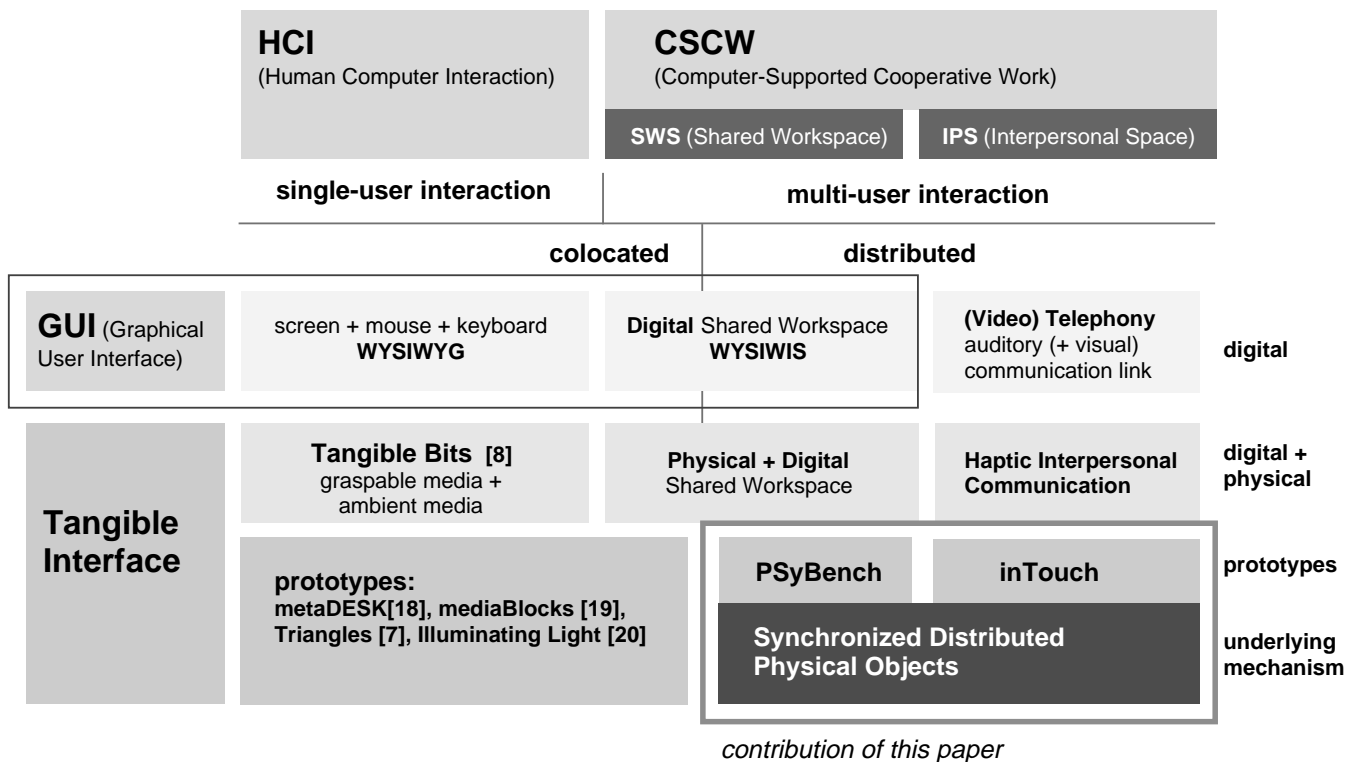 HCI
(Human Computer Interaction)
CSCW
(Computer-Supported Cooperative Work)
SWS (Shared Workspace)
IPS (Interpersonal Space)
single-user interaction
multi-user interaction
colocated
distributed
GUI (Graphical
User Interface)
screen + mouse + keyboard
WYSIWYG
Digital Shared Workspace
WYSIWIS
(Video) Telephony
auditory (+ visual)
communication link
digital
Tangible
Interface
Tangible Bits [8]
graspable media +
ambient media
Physical + Digital
Shared Workspace
Haptic Interpersonal
Communication
digital +
physical
prototypes:
metaDESK[18], mediaBlocks [19],
Triangles [7], Illuminating Light [20]
PSyBench
inTouch
prototypes
Synchronized Distributed
Physical Objects
underlying
mechanism
contribution of this paper